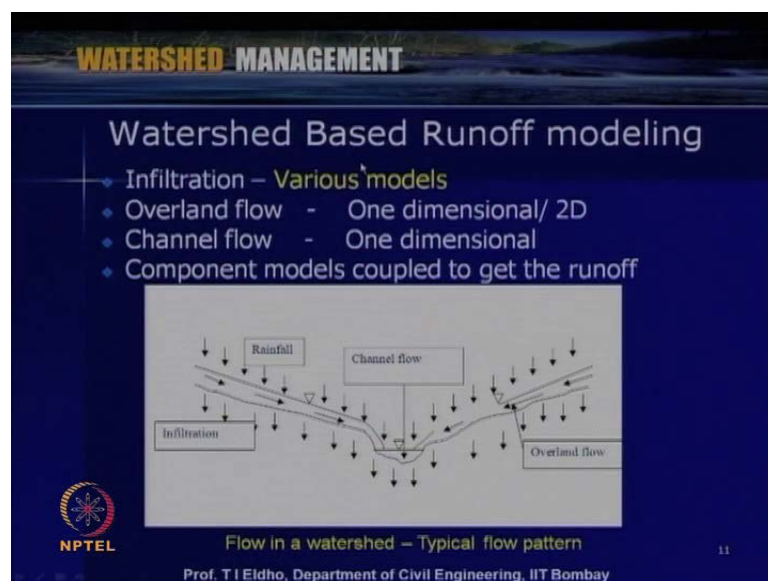 WATERSHED MANAGEMENT
Watershed Based Runoff modeling
Infiltration – Various models
Overland flow - One dimensional/ 2D
Channel flow - One dimensional
Component models coupled to get the runoff
Rainfall
Channel flow
Infiltration
Overland flow
NPTEL
Flow in a watershed – Typical flow pattern
11
Prof. T I Eldho, Department of Civil Engineering, IIT Bombay